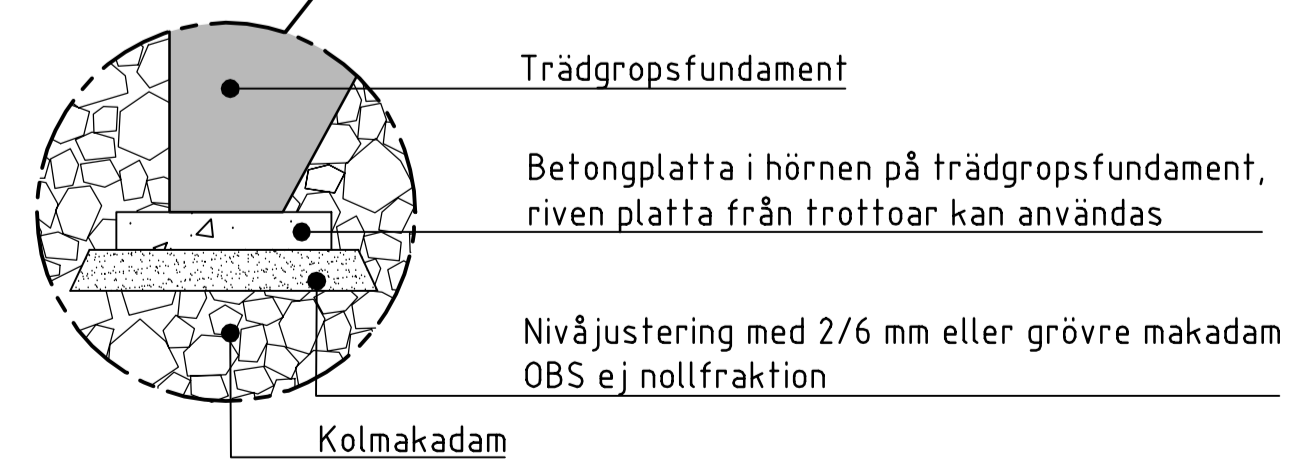 Trädgropsfundament
Betongplatta i hörnen på trädgropsfundament,
riven platta från trottoar kan användas
Nivåjustering med 2/6 mm eller grövre makadam
OBS ej nollfraktion
Kolmakadam